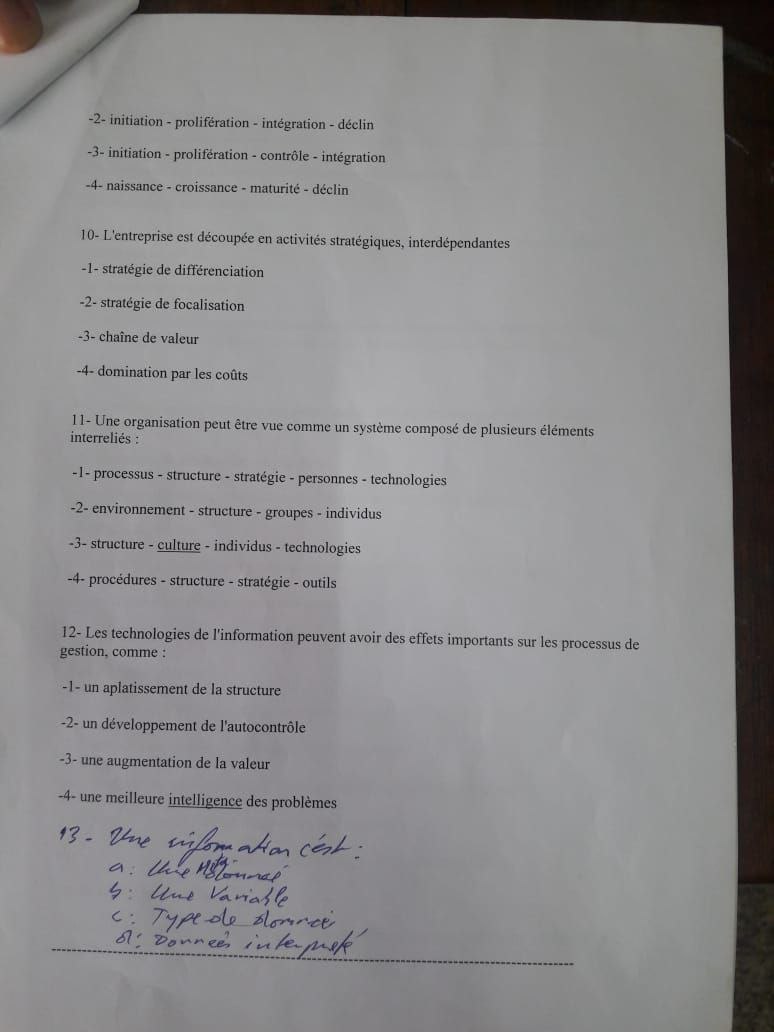 -2- initiation - prolifération - intégration - déclin
-3- initiation - prolifération - contrôle - intégration
-4- naissance - croissance - maturité - déclin
10- L'entreprise est découpée en activités stratégiques, interdépendantes
-1- stratégie de différenciation
-2- stratégie de focalisation
-3- chaîne de valeur
-4- domination par les coûts
11- Une organisation peut être vue comme un système composé de plusieurs éléments
interreliés :
-1- processus - structure - stratégie - personnes - technologies
-2- environnement - structure - groupes - individus
-3- structure - culture - individus - technologies
-4- procédures - structure - stratégie - outils
12- Les technologies de l'information peuvent avoir des effets importants sur les processus de
gestion, comme :
-1- un aplatissement de la structure
-2- un développement de l'autocontrôle
-3- une augmentation de la valeur
-4- une meilleure intelligence des problèmes
13- Une information c'est :
a: Une
b: Une Variable
c: Type de donnée
d: Données interpreté